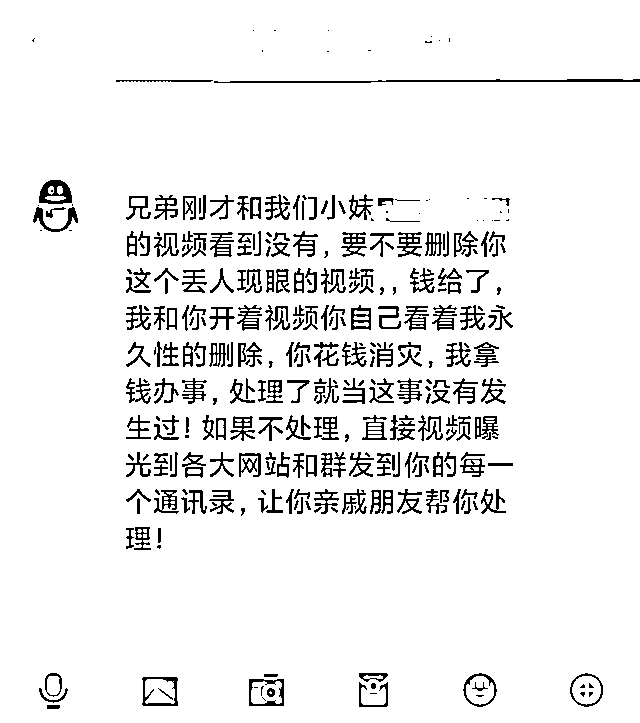 兄弟刚才和我们小妹
的视频看到没有，要不要删除你
这个丢人现眼的视频，，钱给了，
我和你开着视频你自己看着我永
久性的删除，你花钱消灾，我拿
钱办事，处理了就当这事没有发
生过！如果不处理，直接视频曝
光到各大网站和群发到你的每一
个通讯录，让你亲戚朋友帮你处
理！